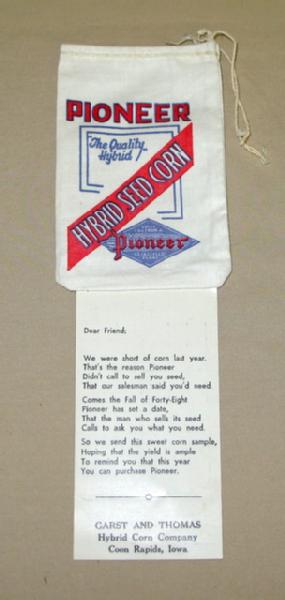 PIONEER
The Quality
Hybrid
HYBRID SEED CORN
Pioneer
Dear Friend;
We were short of corn last year.
That's the reason Pioneer
Didn't call to sell you seed,
That our salesman said you'd need.
Comes the Fall of Forty-Eight
Pioneer has set a date,
That the man who sells its seed
Calls to ask you what you need.
So we send this sweet corn sample,
Hoping that the yield is ample
To remind you that this year
You can purchase Pioneer.
GARST AND THOMAS
Hybrid Corn Company
Coon Rapids, Iowa